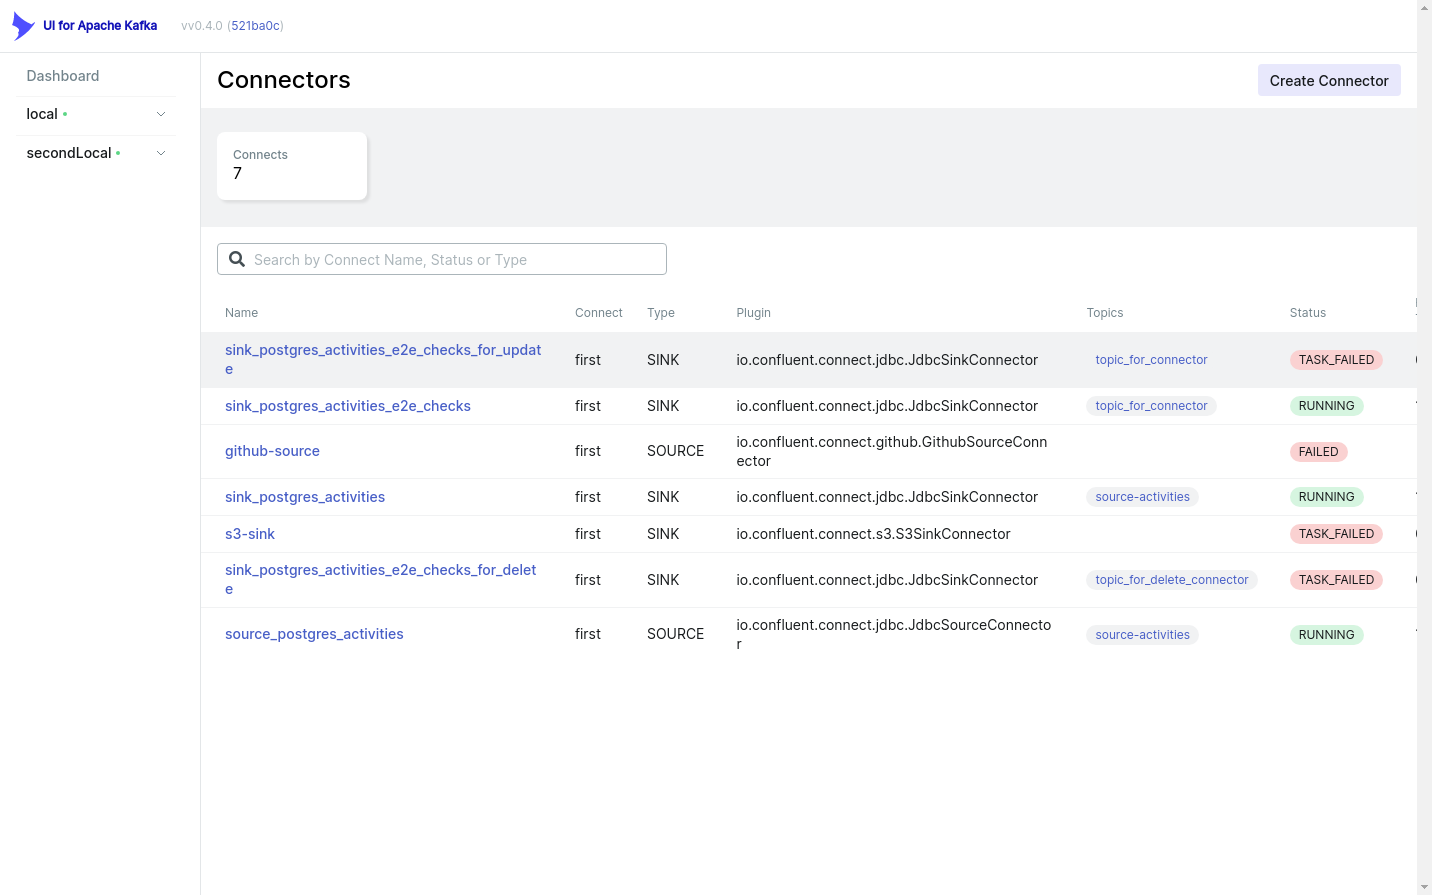 UI for Apache Kafka vv0.4.0 (521ba0c)
Dashboard
local
secondLocal
Connectors
Create Connector
Connects
7
Search by Connect Name, Status or Type
Name Connect Type Plugin Topics Status
sink_postgres_activities_e2e_checks_for_updat
e
first SINK io.confluent.connect.jdbc.JdbcSinkConnector topic_for_connector TASK_FAILED
sink_postgres_activities_e2e_checks first SINK io.confluent.connect.jdbc.JdbcSinkConnector topic_for_connector RUNNING
github-source first SOURCE io.confluent.connect.github.GithubSourceConn
ector
FAILED
sink_postgres_activities first SINK io.confluent.connect.jdbc.JdbcSinkConnector source-activities RUNNING
s3-sink first SINK io.confluent.connect.s3.S3SinkConnector TASK_FAILED
sink_postgres_activities_e2e_checks_for_delet
e
first SINK io.confluent.connect.jdbc.JdbcSinkConnector topic_for_delete_connector TASK_FAILED
source_postgres_activities first SOURCE io.confluent.connect.jdbc.JdbcSourceConnecto
r
source-activities RUNNING